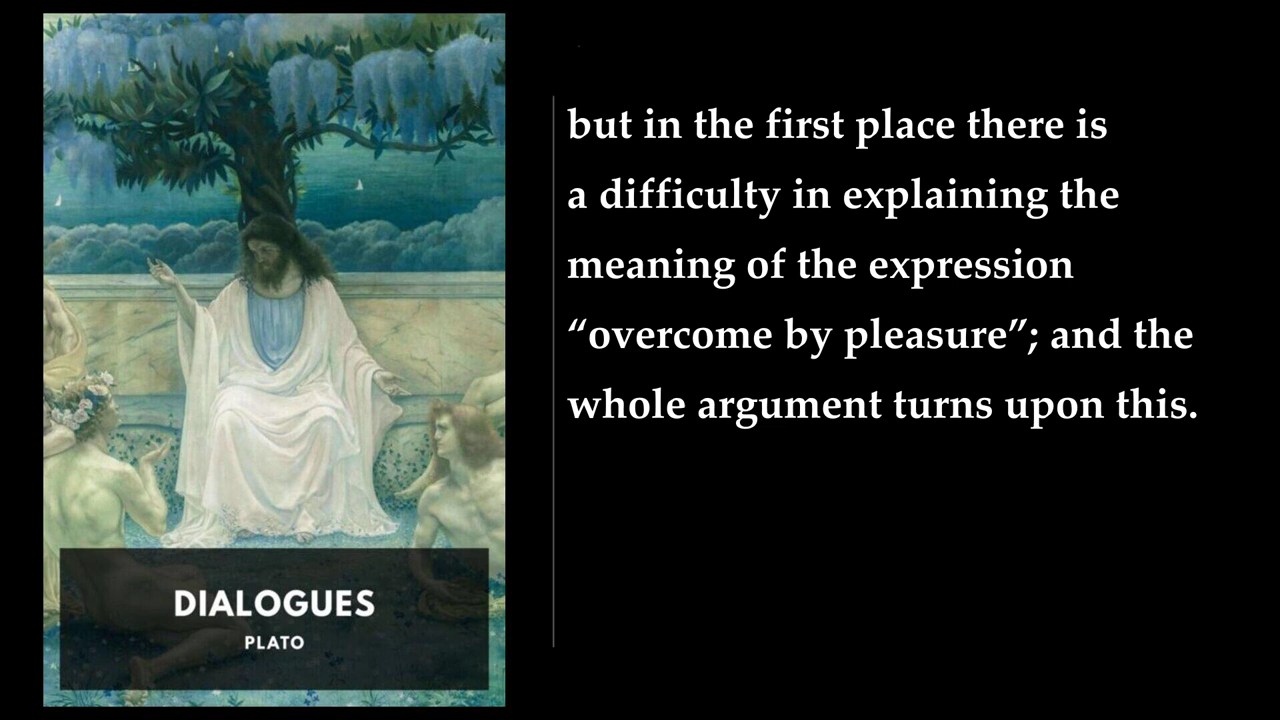 but in the first place there is
a difficulty in explaining the
meaning of the expression
“overcome by pleasure”; and the
whole argument turns upon this.
DIALOGUES
PLATO